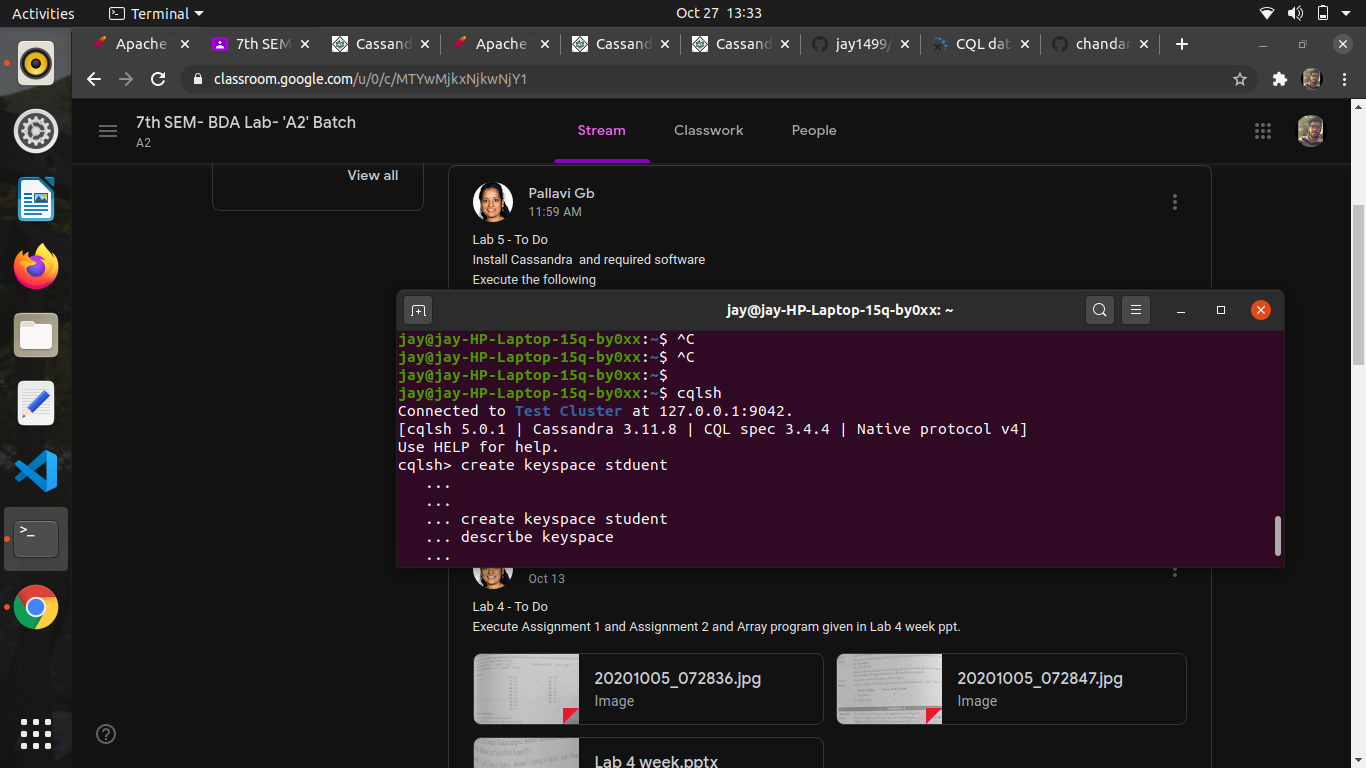 Activities
Terminal
Oct 27 13:33
Apache
7th SEM
Cassand
Apache
Cassand
Cassand
jay1499/
CQL dat
chandar
classroom.google.com/u/0/c/MTYwMjkxNjkwNjY1
7th SEM- BDA Lab- 'A2' Batch
A2
Stream
Classwork
People
View all
Pallavi Gb
11:59 AM
Lab 5 - To Do
Install Cassandra and required software
Execute the following
jay@jay-HP-Laptop-15q-by0xx: ~
jay@jay-HP-Laptop-15q-by0xx:~$ ^C
jay@jay-HP-Laptop-15q-by0xx:~$ ^C
jay@jay-HP-Laptop-15q-by0xx:~$
jay@jay-HP-Laptop-15q-by0xx:~$ cqlsh
Connected to Test Cluster at 127.0.0.1:9042.
[cqlsh 5.0.1 | Cassandra 3.11.8 | CQL spec 3.4.4 | Native protocol v4]
Use HELP for help.
cqlsh> create keyspace stduent
...
...
... create keyspace student
... describe keyspace
...
Oct 13
Lab 4 - To Do
Execute Assignment 1 and Assignment 2 and Array program given in Lab 4 week ppt.
20201005_072836.jpg
Image
20201005_072847.jpg
Image
Lab 4 week.pptx